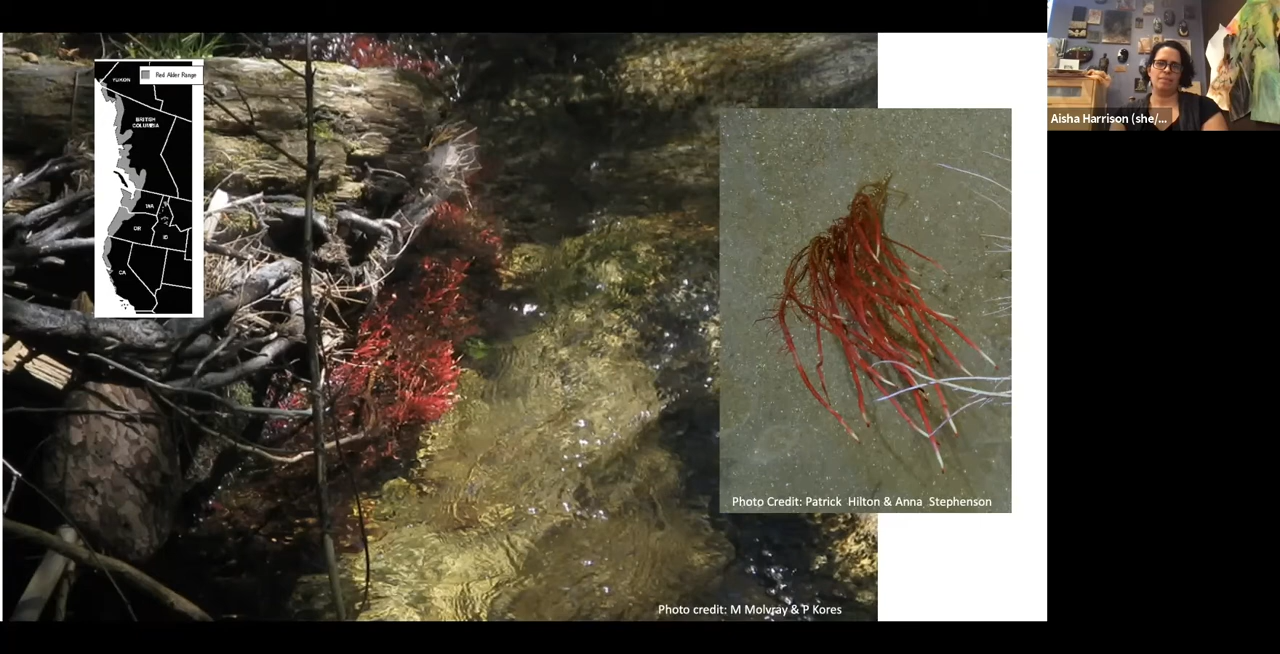 YUKON
Red Alder Range
BRITISH
COLUMBIA
WA
OR
ID
CA
Photo Credit: Patrick Hilton & Anna Stephenson
Photo credit: M Molvray & P Kores
Aisha Harrison (she/...